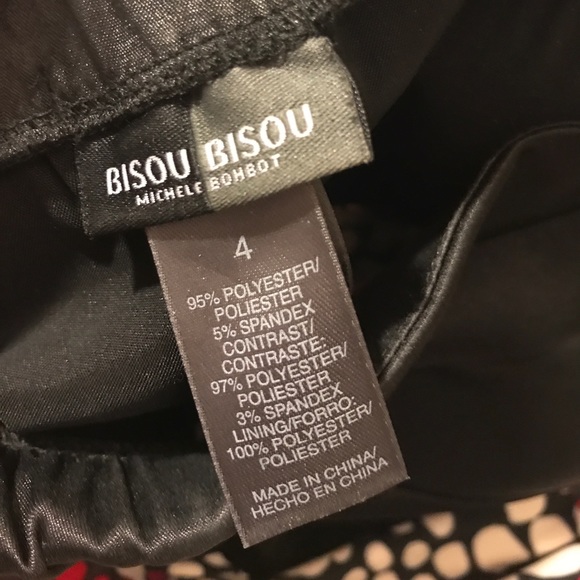 BISOU BISOU
MICHELE BOHBOT
4
95% POLYESTER/
POLIESTER
5% SPANDEX
CONTRAST/
CONTRASTE:
97% POLYESTER/
POLIESTER
3% SPANDEX
LINING/FORRO:
100% POLYESTER/
POLIESTER
MADE IN CHINA/
HECHO EN CHINA